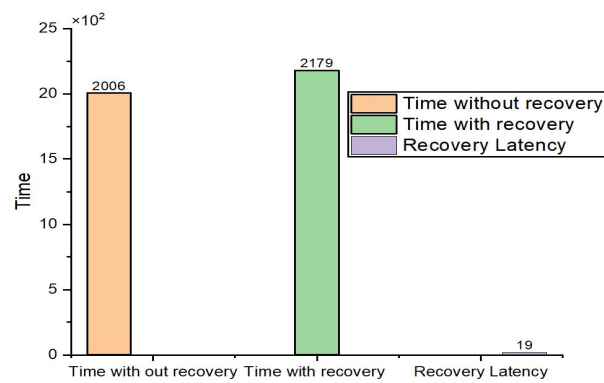 ×10²
25
20
15
10
5
0
Time
2006
2179
19
Time without recovery
Time with recovery
Recovery Latency
Time with out recovery Time with recovery Recovery Latency